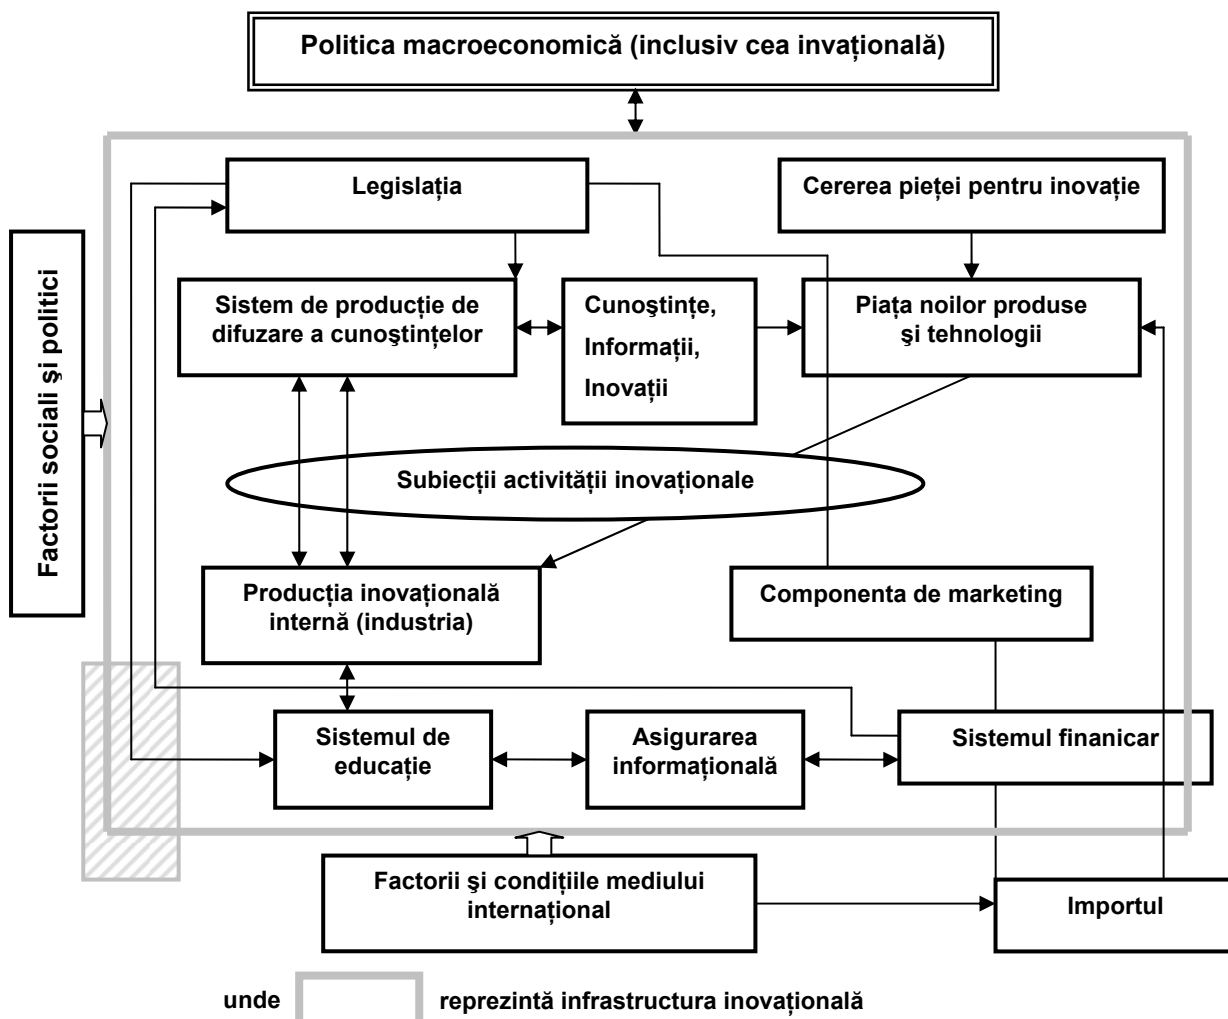 Politica macroeconomică (inclusiv cea invațională)
Legislația
Cererea pieței pentru inovație
Factorii sociali şi politici
Sistem de producție de
difuzare a cunoştințelor
Cunoştințe,
Informații,
Inovații
Piața noilor produse
şi tehnologii
Subiecții activității inovaționale
Producția inovațională
internă (industria)
Componenta de marketing
Sistemul de
educație
Asigurarea
informațională
Sistemul finanicar
Factorii şi condițiile mediului
internațional
Importul
unde
reprezintă infrastructura inovațională